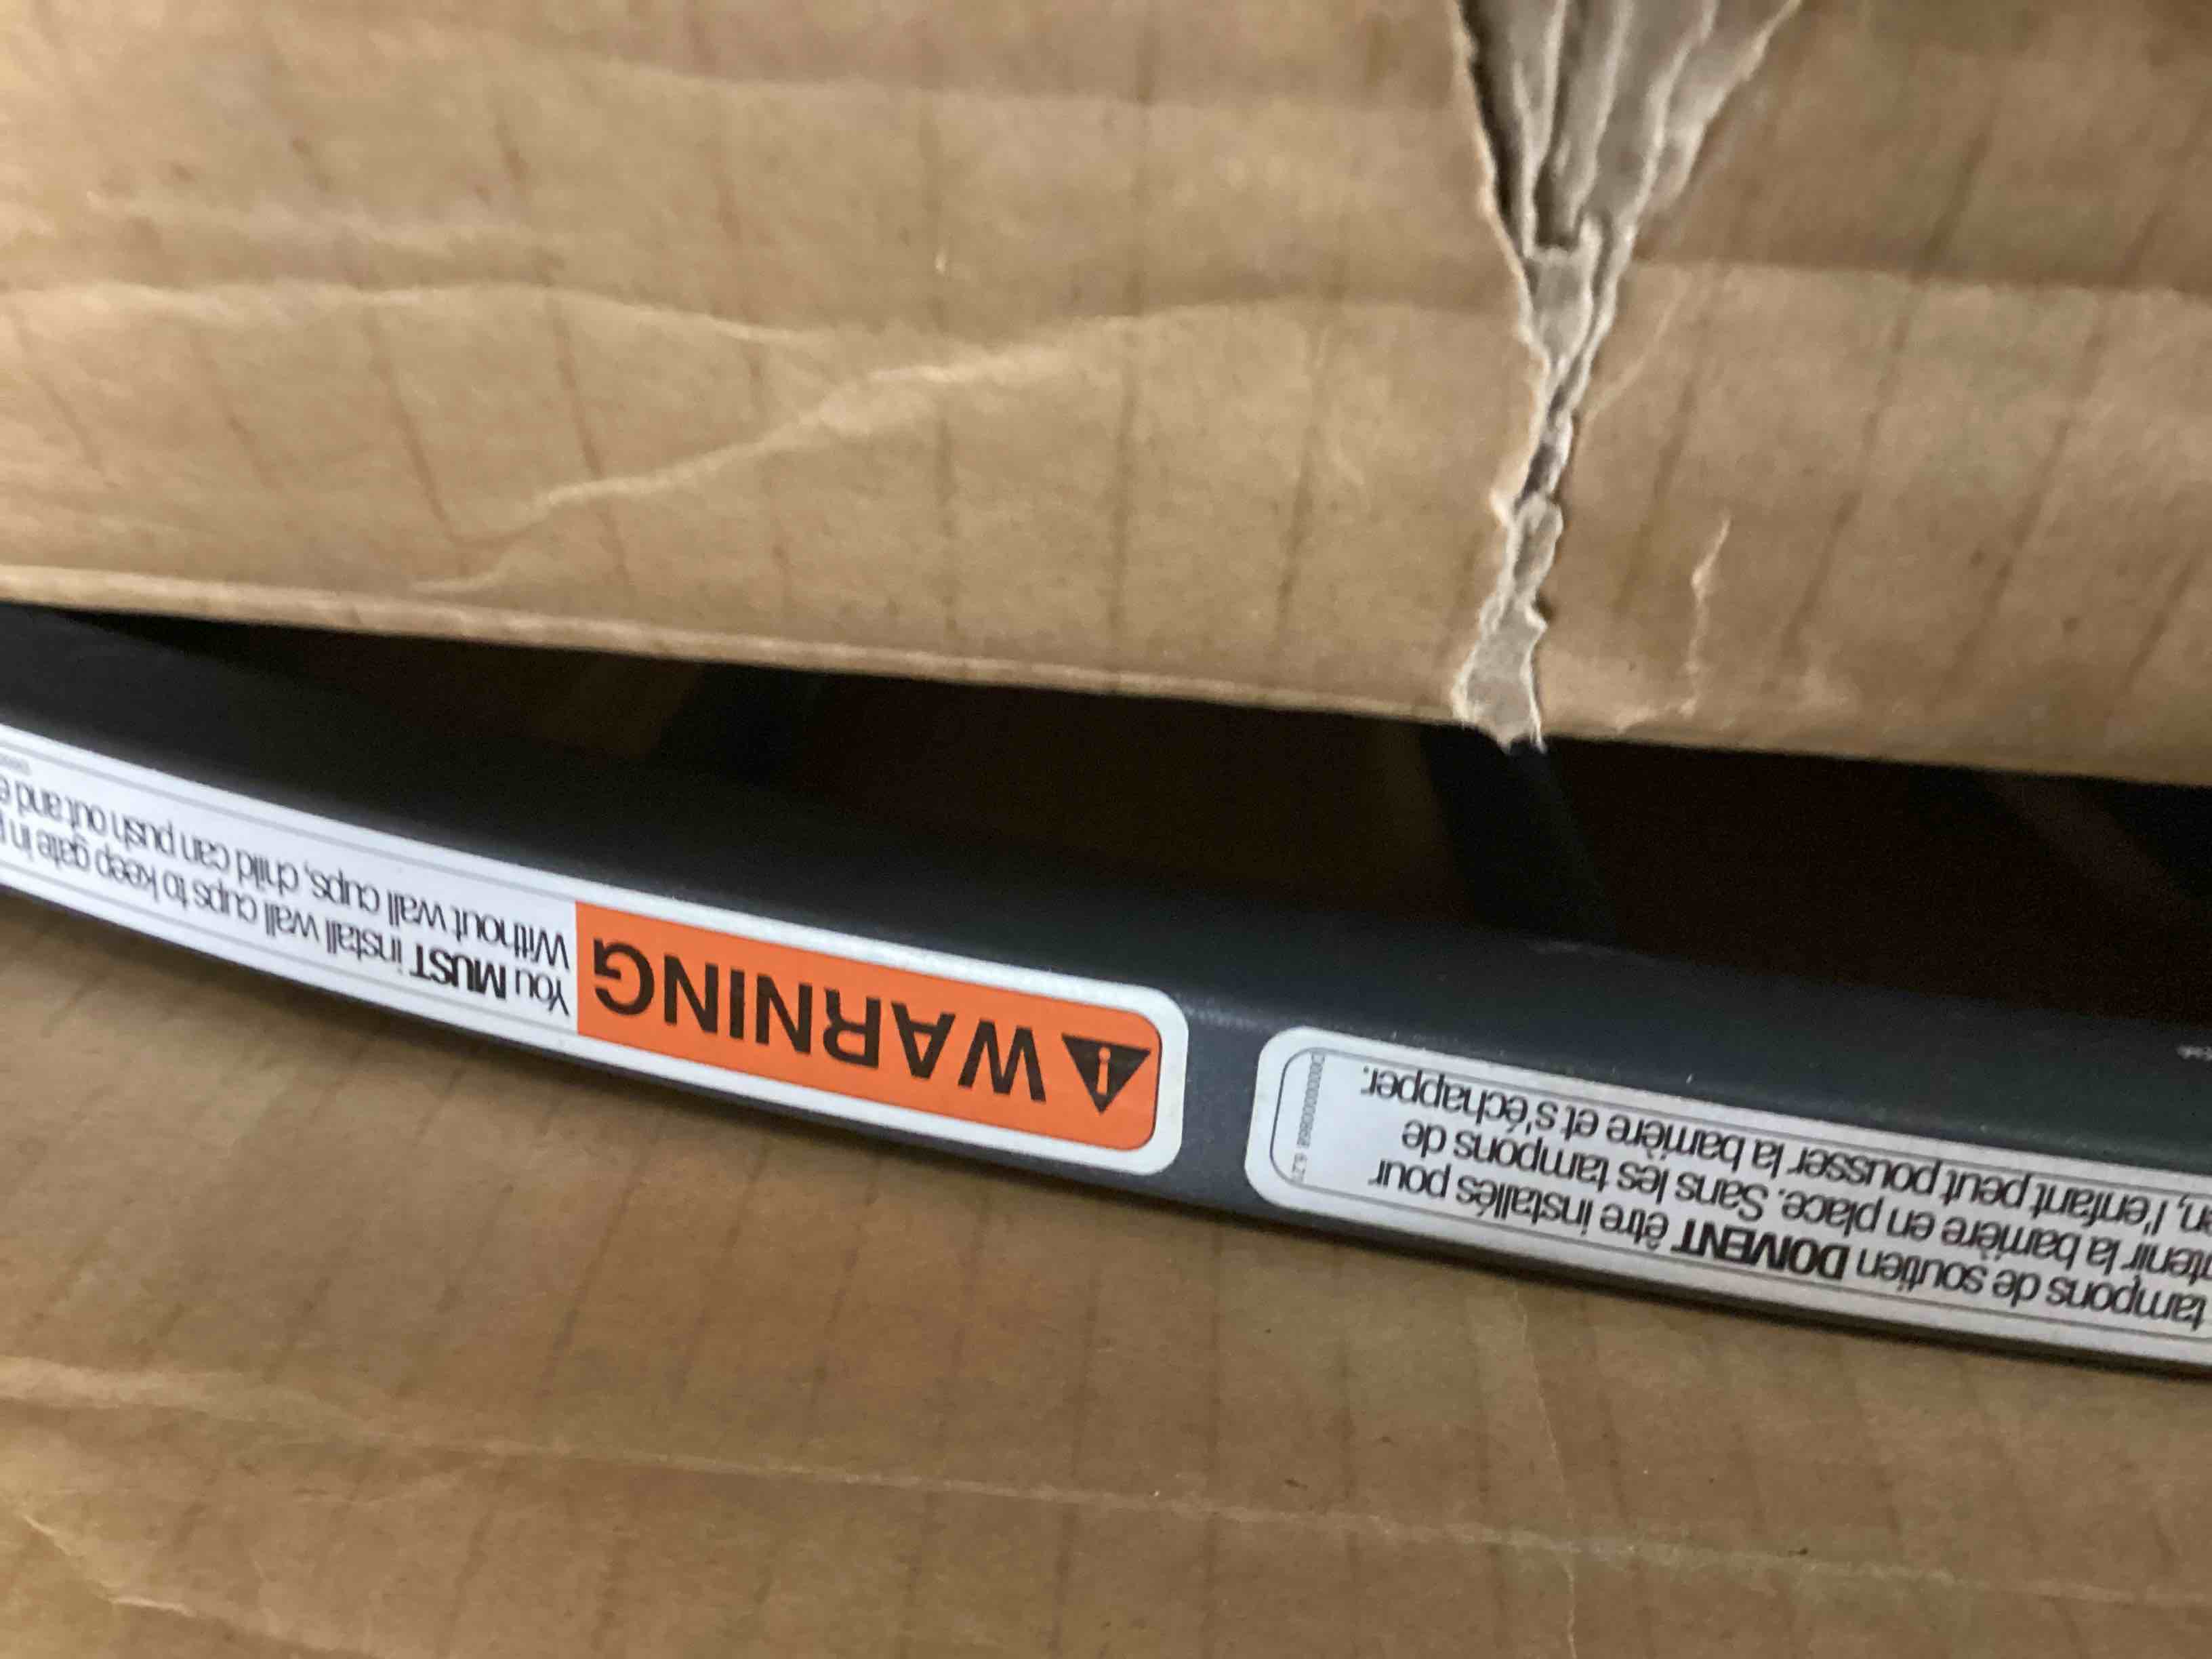 tampons de soutien DOIVENT être installés pour
ntenir la barrière en place. Sans les tampons de
en, l'enfant peut pousser la barrière et s'échapper.
WARNING
You MUST install wall cups to keep gate in
Without wall cups, child can push out and